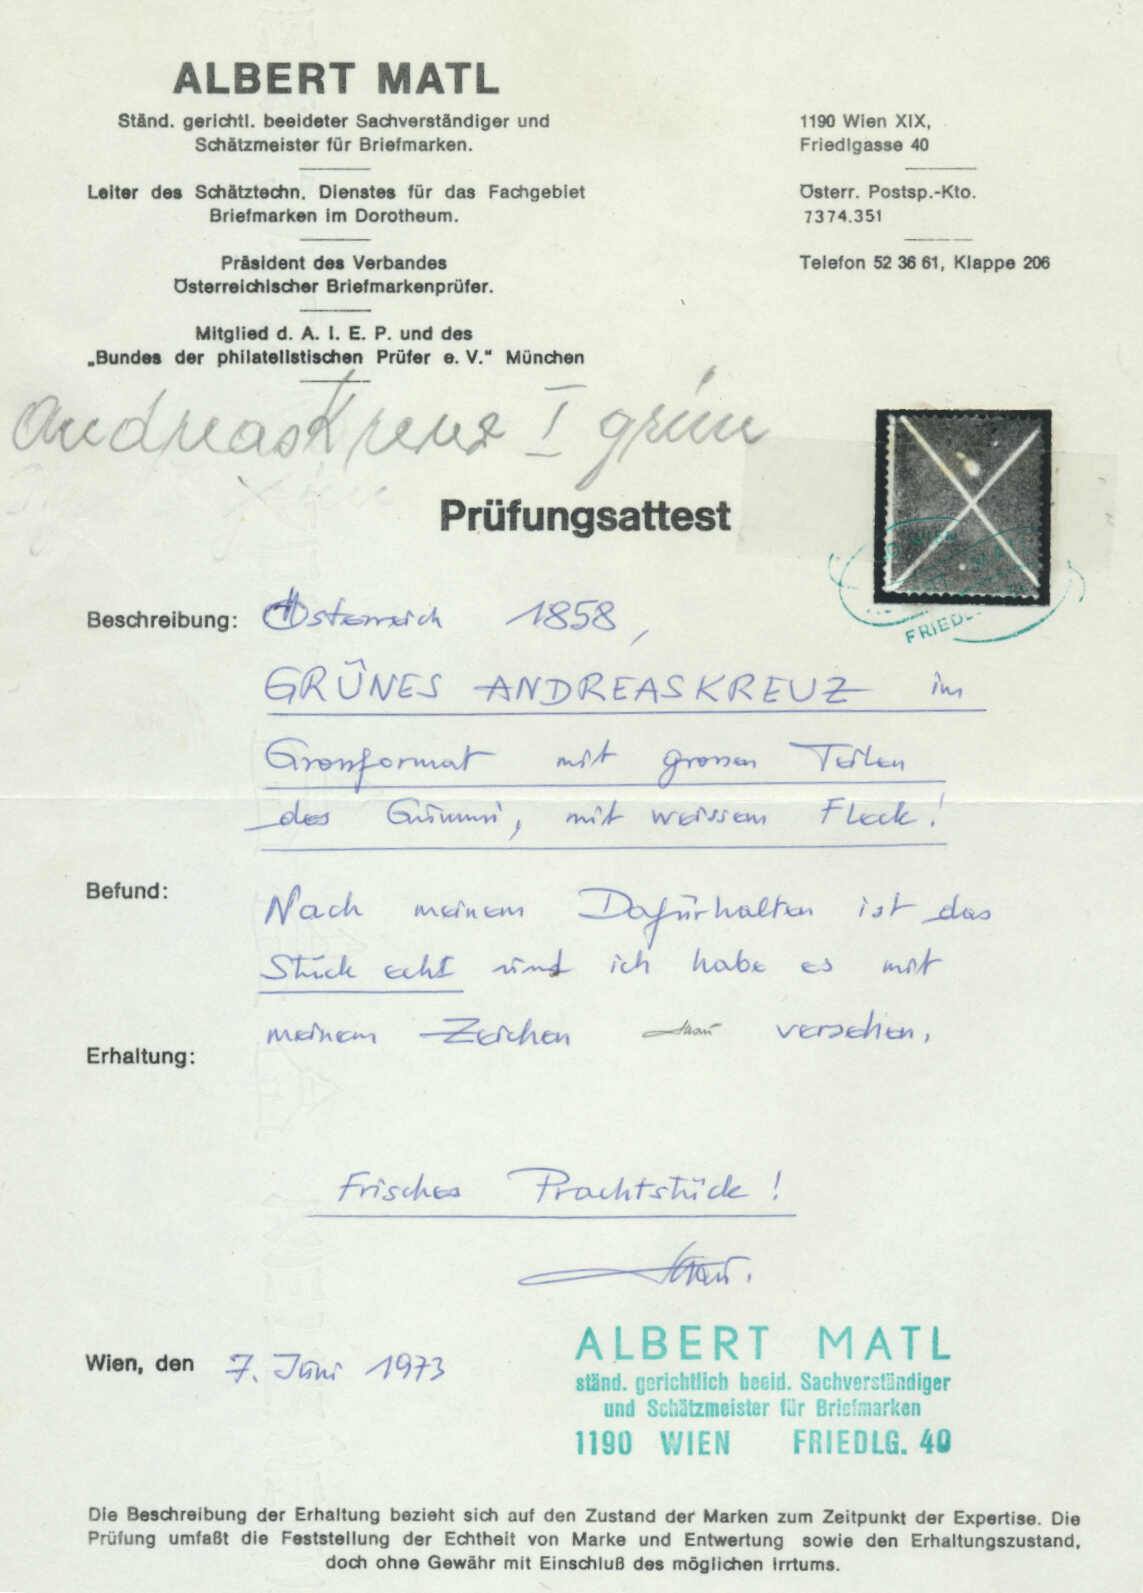 ALBERT MATL
Ständ. gerichtl. beeideter Sachverständiger und
Schätzmeister für Briefmarken.
Leiter des Schätztechn. Dienstes für das Fachgebiet
Briefmarken im Dorotheum.
Präsident des Verbandes
Österreichischer Briefmarkenprüfer.
Mitglied d. A. I. E. P. und des
„Bundes der philatelistischen Prüfer e. V.“ München
1190 Wien XIX,
Friedlgasse 40
Österr. Postsp.-Kto.
7374.351
Telefon 52 36 61, Klappe 206
Andreaskreuz I grün
Prüfungsattest
FRIEDL
Beschreibung: Österreich 1858,
GRÜNES ANDREASKREUZ im
Grossformat mit grossen Teilen
des Gummi, mit weissem Fleck!
Befund: Nach meinem Dafürhalten ist das
Stück echt und ich habe es mit
meinem Zeichen versehen.
Erhaltung:
Frisches Prachtstück!
Wien, den 7. Juni 1973
ALBERT MATL
ständ. gerichtlich beeid. Sachverständiger
und Schätzmeister für Briefmarken
1190 WIEN FRIEDLG. 40
Die Beschreibung der Erhaltung bezieht sich auf den Zustand der Marken zum Zeitpunkt der Expertise. Die
Prüfung umfaßt die Feststellung der Echtheit von Marke und Entwertung sowie den Erhaltungszustand,
doch ohne Gewähr mit Einschluß des möglichen Irrtums.